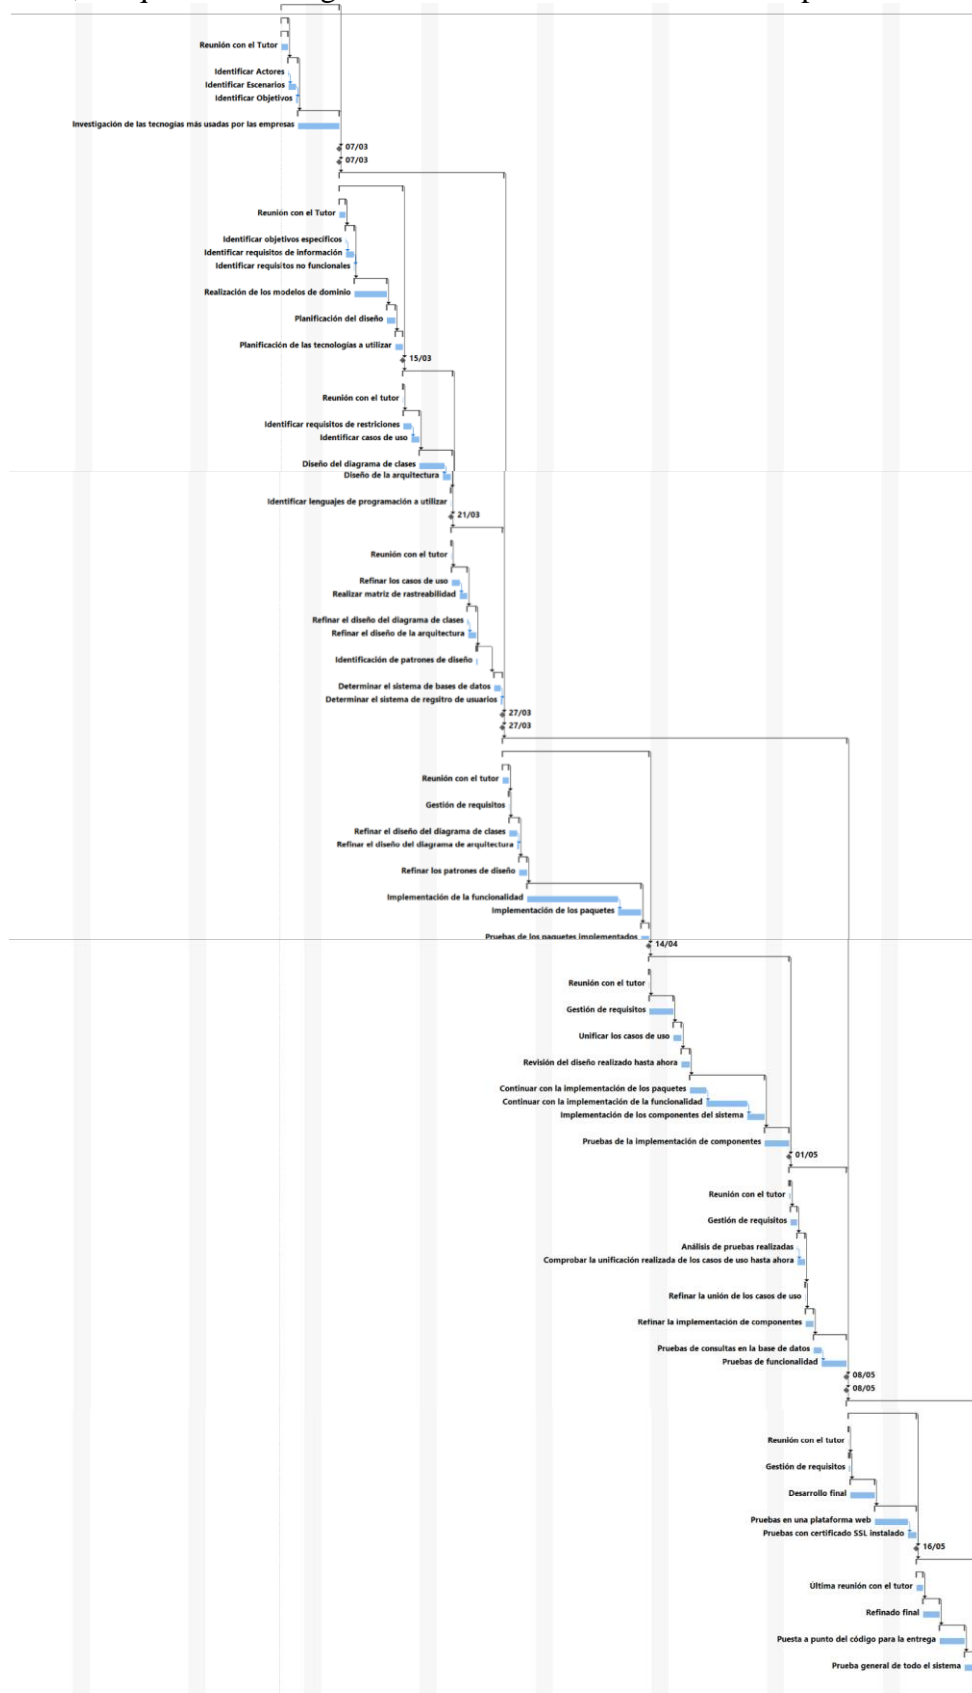 Reunión con el Tutor
Identificar Actores
Identificar Escenarios
Identificar Objetivos
Investigación de las tecnogías más usadas por las empresas
07/03
07/03
Reunión con el Tutor
Identificar objetivos específicos
Identificar requisitos de información
Identificar requisitos no funcionales
Realización de los modelos de dominio
Planificación del diseño
Planificación de las tecnologías a utilizar
15/03
Reunión con el tutor
Identificar requisitos de restriciones
Identificar casos de uso
Diseño del diagrama de clases
Diseño de la arquitectura
Identificar lenguajes de programación a utilizar
21/03
Reunión con el tutor
Refinar los casos de uso
Realizar matriz de rastreabilidad
Refinar el diseño del diagrama de clases
Refinar el diseño de la arquitectura
Identificación de patrones de diseño
Determinar el sistema de bases de datos
Determinar el sistema de regsitro de usuarios
27/03
27/03
Reunión con el tutor
Gestión de requisitos
Refinar el diseño del diagrama de clases
Refinar el diseño del diagrama de arquitectura
Refinar los patrones de diseño
Implementación de la funcionalidad
Implementación de los paquetes
Pruebas de los paquetes implementados
14/04
Reunión con el tutor
Gestión de requisitos
Unificar los casos de uso
Revisión del diseño realizado hasta ahora
Continuar con la implementación de los paquetes
Continuar con la implementación de la funcionalidad
Implementación de los componentes del sistema
Pruebas de la implementación de componentes
01/05
Reunión con el tutor
Gestión de requisitos
Análisis de pruebas realizadas
Comprobar la unificación realizada de los casos de uso hasta ahora
Refinar la unión de los casos de uso
Refinar la implementación de componentes
Pruebas de consultas en la base de datos
Pruebas de funcionalidad
08/05
08/05
Reunión con el tutor
Gestión de requisitos
Desarrollo final
Pruebas en una plataforma web
Pruebas con certificado SSL instalado
16/05
Última reunión con el tutor
Refinado final
Puesta a punto del código para la entrega
Prueba general de todo el sistema